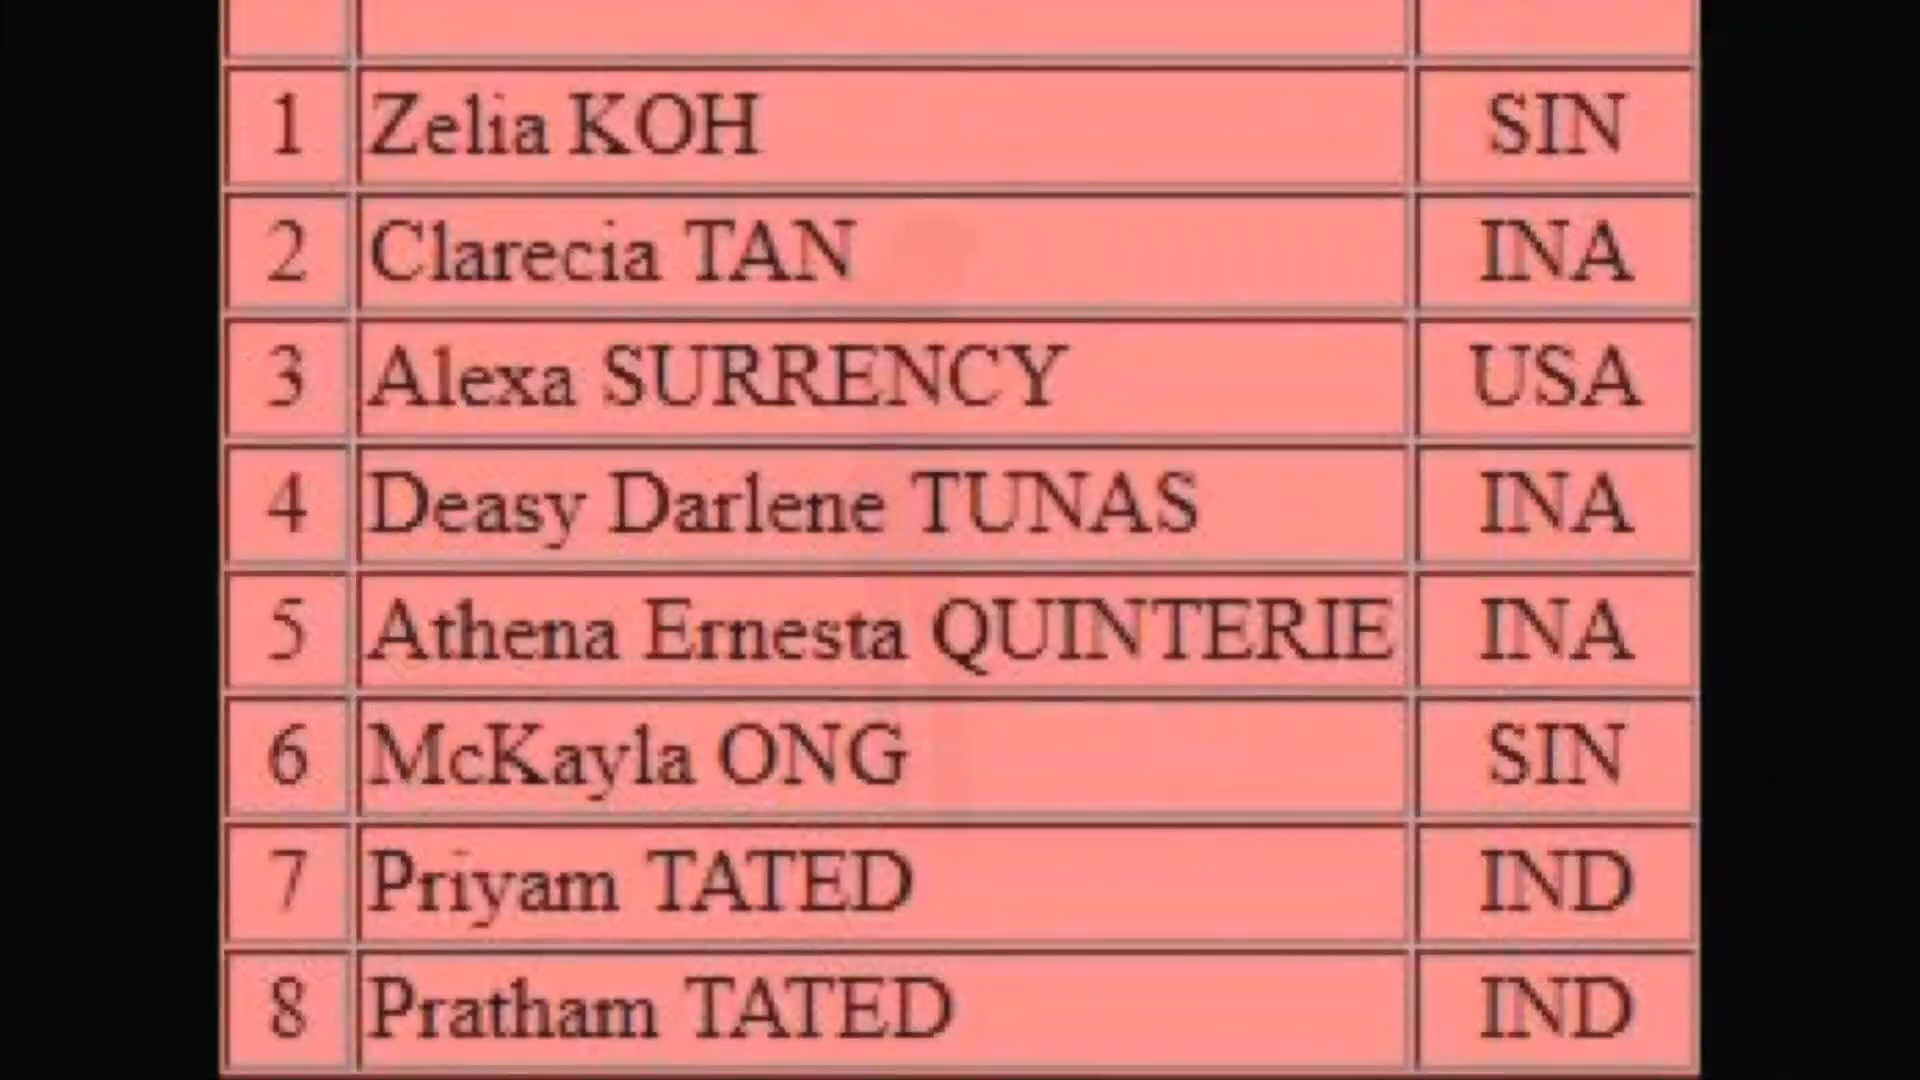 1 Zelia KOH SIN
2 Clarecia TAN INA
3 Alexa SURRENCY USA
4 Deasy Darlene TUNAS INA
5 Athena Ernesta QUINTERIE INA
6 McKayla ONG SIN
7 Priyam TATED IND
8 Pratham TATED IND